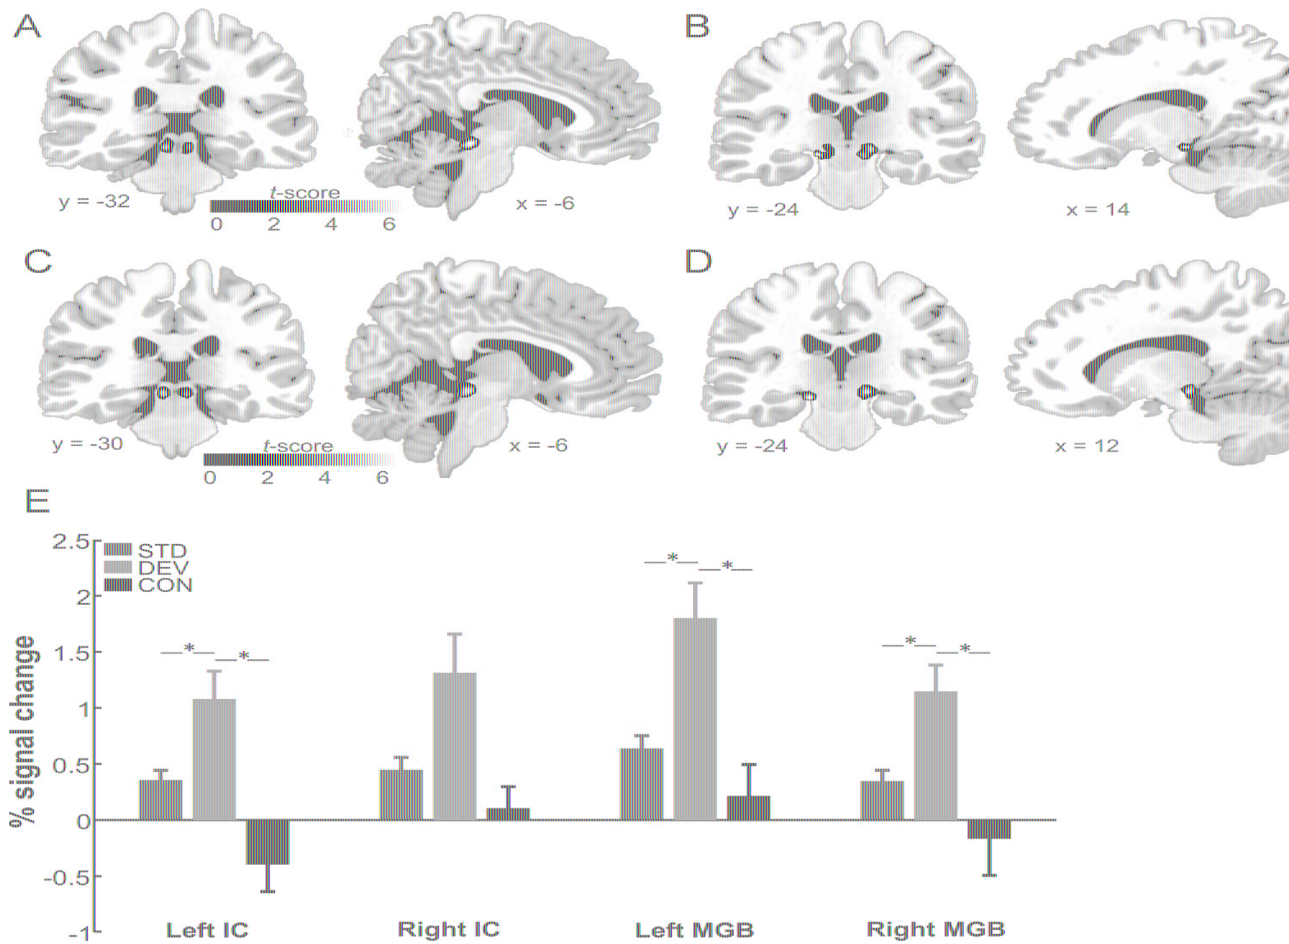 A
B
t-score
y = -32
0 2 4 6
x = -6
y = -24
x = 14
C
D
t-score
y = -30
0 2 4 6
x = -6
y = -24
x = 12
E
2.5
STD
DEV
CON
2
1.5
1
0.5
0
-0.5
-1
% signal change
* * * * * *
Left IC Right IC Left MGB Right MGB